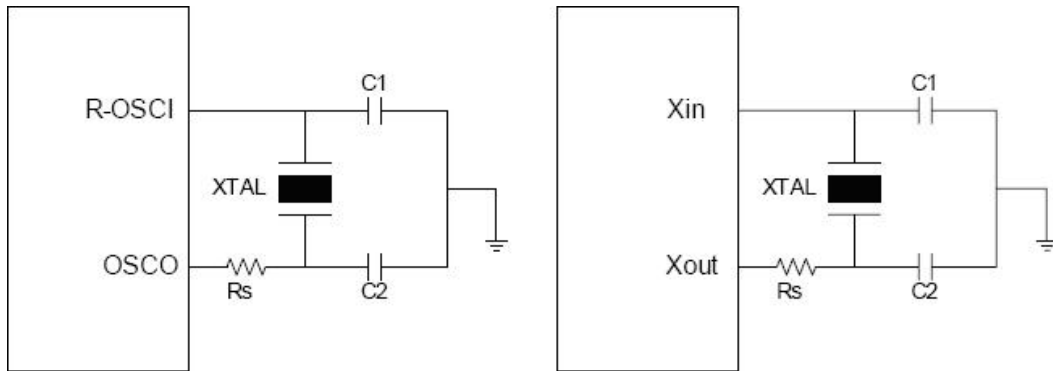 C1
R-OSCI
XTAL
OSCO
Rs
C2
C1
Xin
XTAL
Xout
Rs
C2